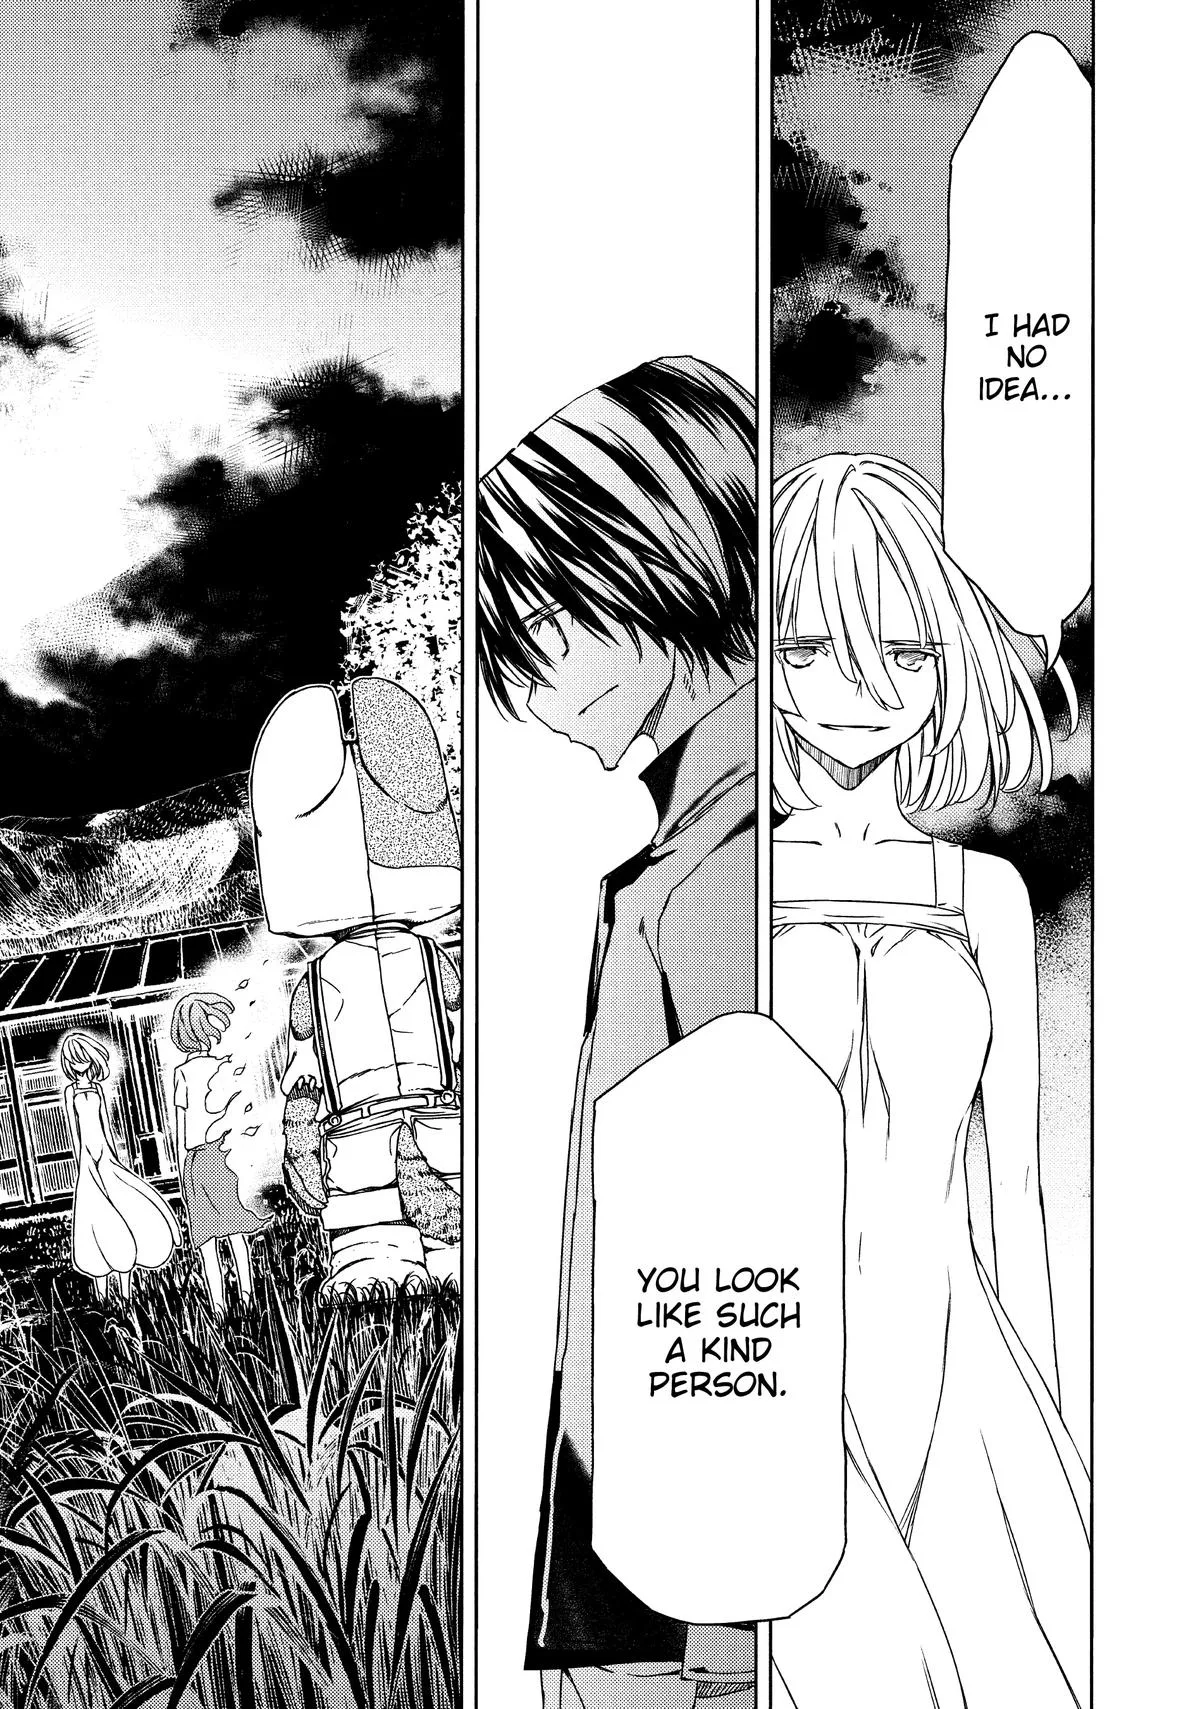 I HAD
NO
IDEA...
YOU LOOK
LIKE SUCH
A KIND
PERSON.